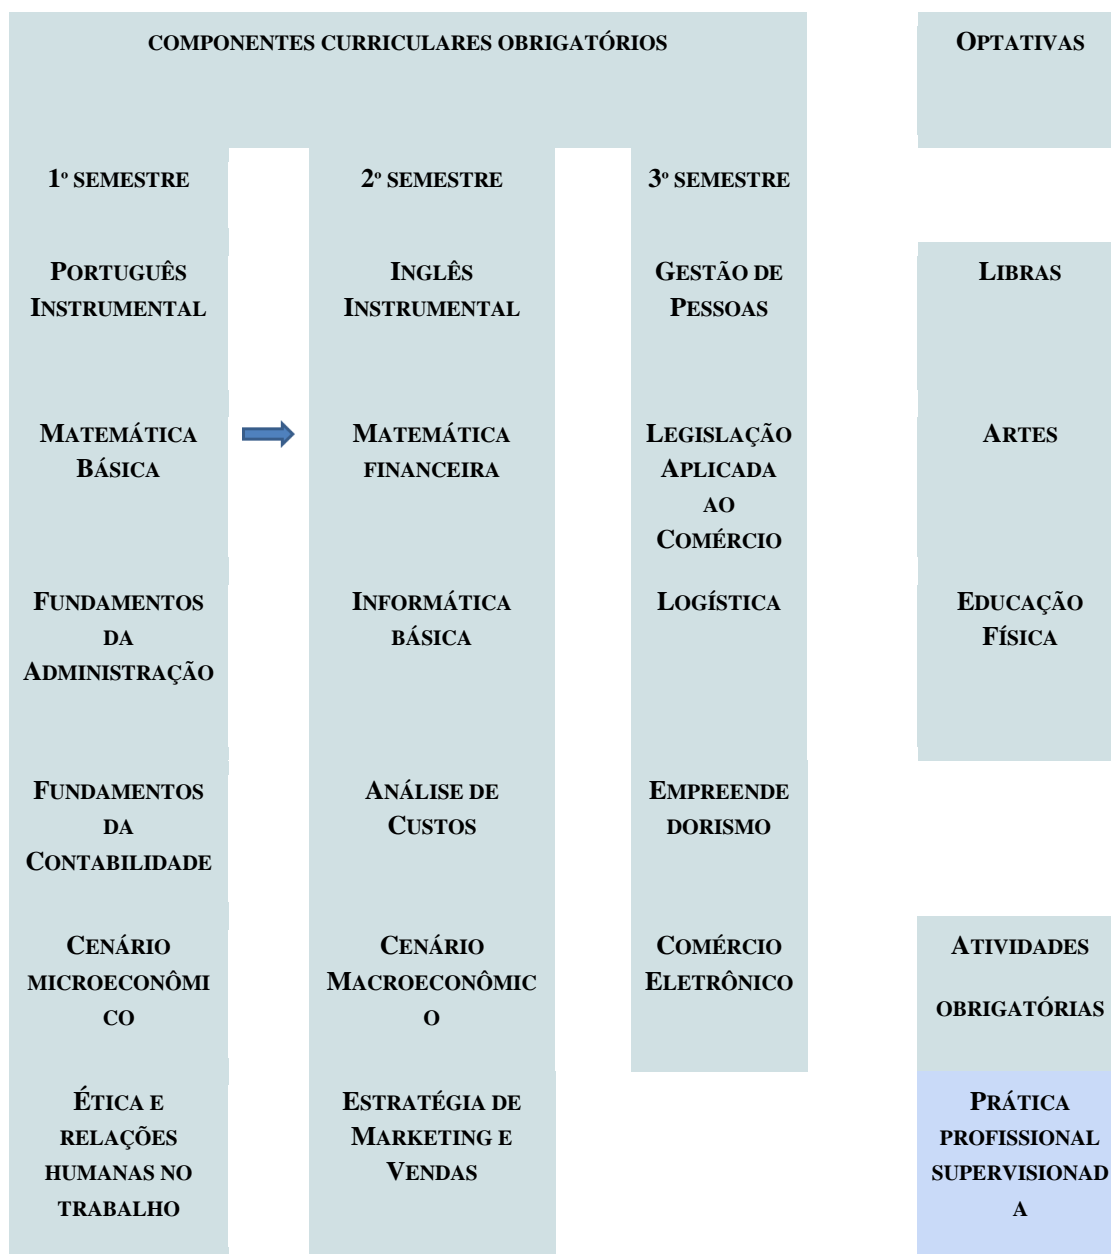 COMPONENTES CURRICULARES OBRIGATÓRIOS
OPTATIVAS
1º SEMESTRE
2º SEMESTRE
3º SEMESTRE
PORTUGUÊS
INSTRUMENTAL
INGLÊS
INSTRUMENTAL
GESTÃO DE
PESSOAS
LIBRAS
MATEMÁTICA
BÁSICA
MATEMÁTICA
FINANCEIRA
LEGISLAÇÃO
APLICADA
AO
COMÉRCIO
ARTES
FUNDAMENTOS
DA
ADMINISTRAÇÃO
INFORMÁTICA
BÁSICA
LOGÍSTICA
EDUCAÇÃO
FÍSICA
FUNDAMENTOS
DA
CONTABILIDADE
ANÁLISE DE
CUSTOS
EMPREENDE
DORISMO
CENÁRIO
MICROECONÔMI
CO
CENÁRIO
MACROECONÔMIC
O
COMÉRCIO
ELETRÔNICO
ATIVIDADES
OBRIGATÓRIAS
ÉTICA E
RELAÇÕES
HUMANAS NO
TRABALHO
ESTRATÉGIA DE
MARKETING E
VENDAS
PRÁTICA
PROFISSIONAL
SUPERVISIONAD
A